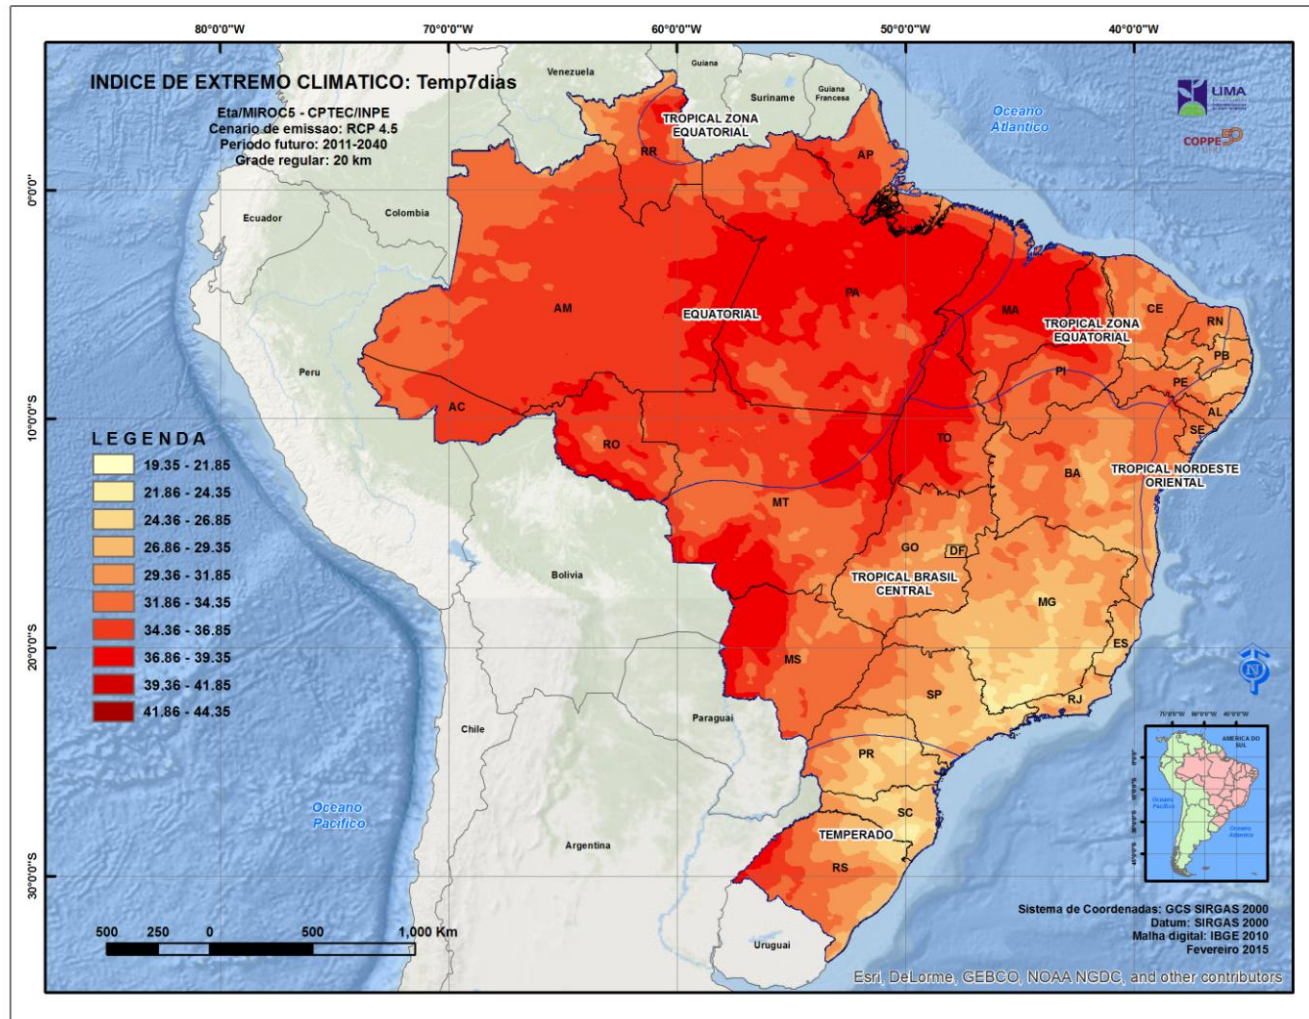 80°0'0"W
70°0'0"W
60°0'0"W
50°0'0"W
40°0'0"W
INDICE DE EXTREMO CLIMATICO: Temp7dias
Eta/MIROC5 - CPTEC/INPE
Cenario de emissao: RCP 4.5
Periodo futuro: 2011-2040
Grade regular: 20 km
Venezuela
Guiana
Suriname
Guiana
Francesa
Oceano
Atlantico
LIMA
COPPE
TROPICAL ZONA
EQUATORIAL
RR
AP
0°0'0"
Ecuador
Colombia
AM
EQUATORIAL
PA
MA
TROPICAL ZONA
EQUATORIAL
CE
RN
PB
PI
PE
AL
SE
Peru
AC
RO
TO
BA
TROPICAL NORDESTE
ORIENTAL
10°0'0"S
LEGENDA
19.35 - 21.85
21.86 - 24.35
24.36 - 26.85
26.86 - 29.35
29.36 - 31.85
31.86 - 34.35
34.36 - 36.85
36.86 - 39.35
39.36 - 41.85
41.86 - 44.35
MT
GO
DF
Bolivia
TROPICAL BRASIL
CENTRAL
MG
ES
20°0'0"S
MS
SP
RJ
Paraguai
Chile
PR
SC
TEMPERADO
RS
Oceano
Pacifico
Argentina
Uruguai
30°0'0"S
N
AMERICA DO
SUL
Oceano
Pacifico
Oceano
Atlantico
500
250
0
500
1,000 Km
Sistema de Coordenadas: GCS SIRGAS 2000
Datum: SIRGAS 2000
Malha digital: IBGE 2010
Fevereiro 2015
Esri, DeLorme, GEBCO, NOAA NGDC, and other contributors